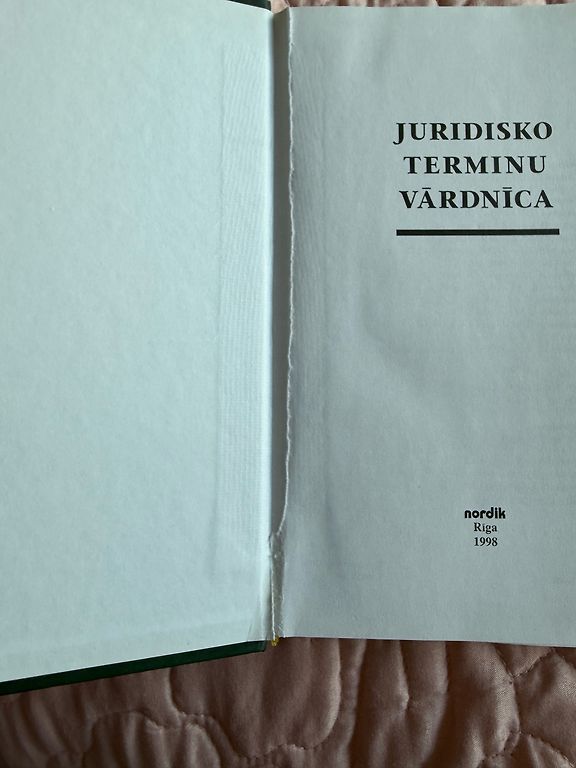 JURIDISKO
TERMINU
VĀRDNĪCA
nordik
Rīga
1998